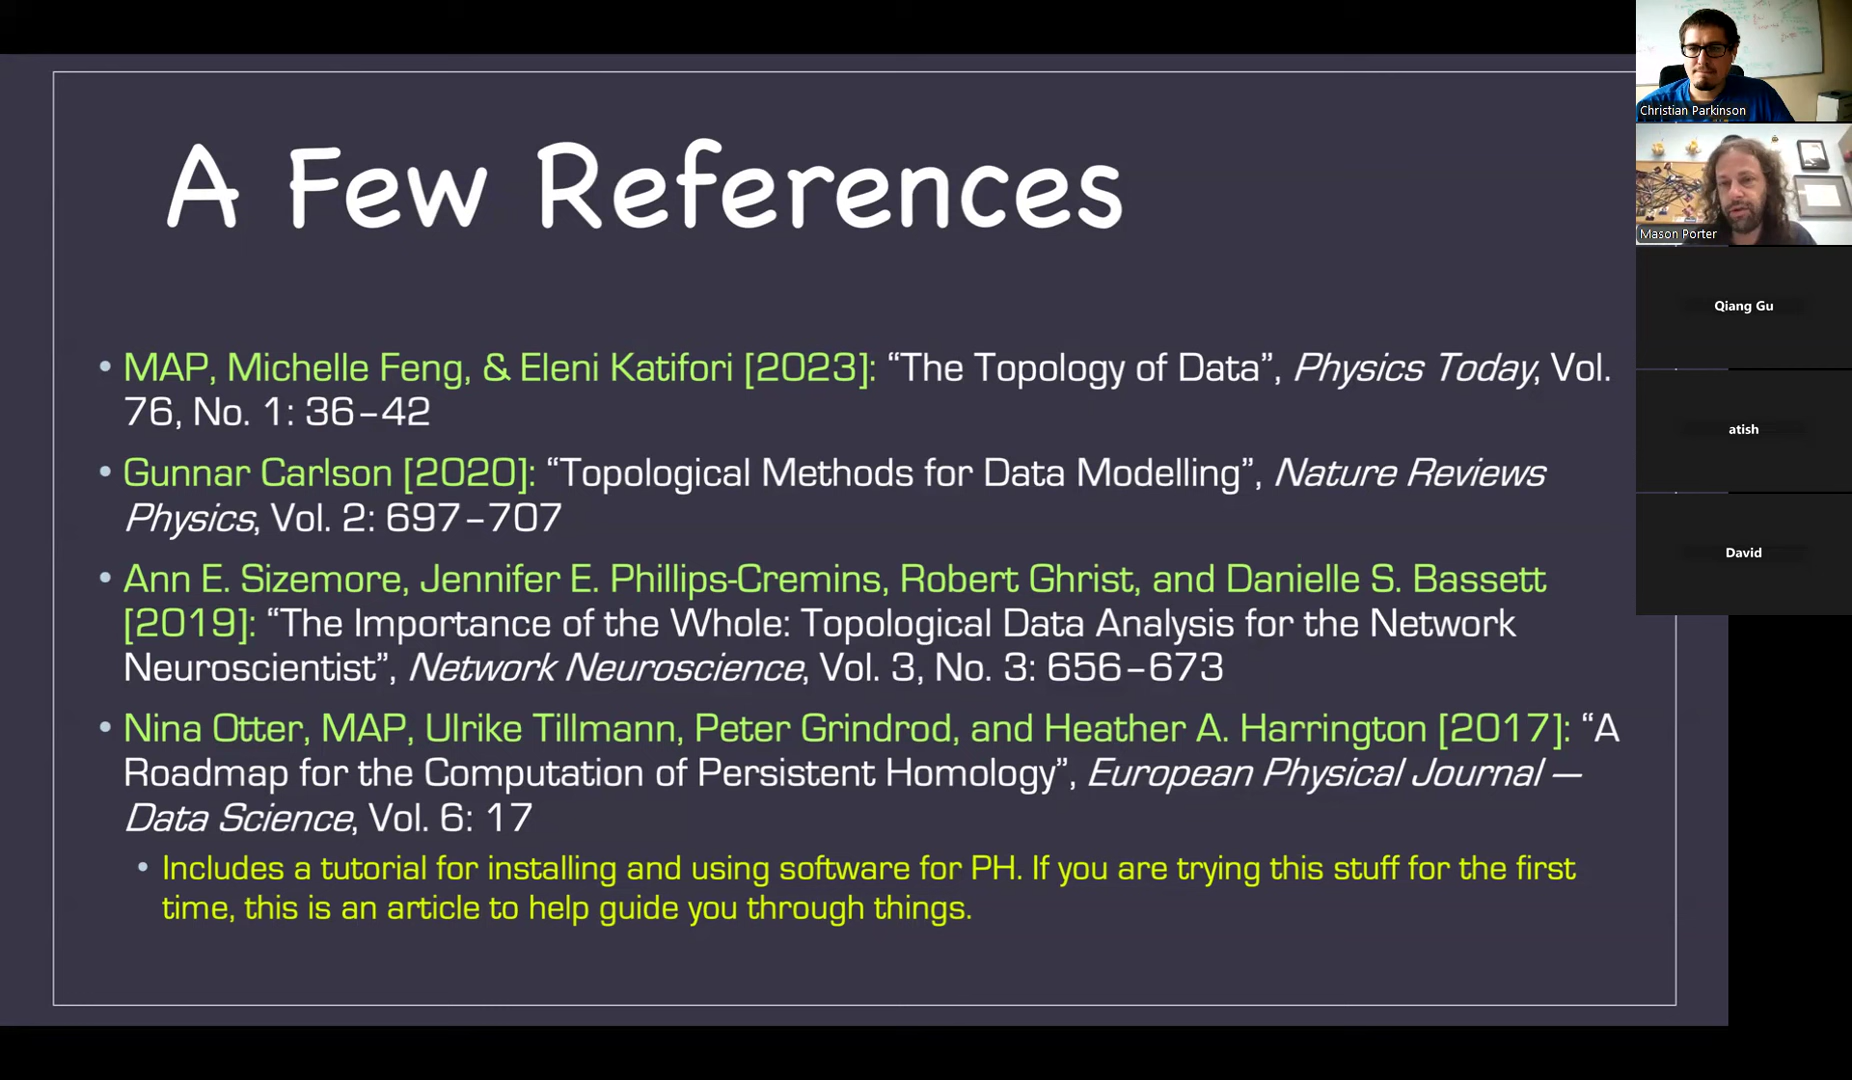 A Few References
• MAP, Michelle Feng, & Eleni Katifori [2023]: “The Topology of Data”, Physics Today, Vol.
76, No. 1: 36–42
• Gunnar Carlson [2020]: “Topological Methods for Data Modelling”, Nature Reviews
Physics, Vol. 2: 697–707
• Ann E. Sizemore, Jennifer E. Phillips-Cremins, Robert Ghrist, and Danielle S. Bassett
[2019]: “The Importance of the Whole: Topological Data Analysis for the Network
Neuroscientist”, Network Neuroscience, Vol. 3, No. 3: 656–673
• Nina Otter, MAP, Ulrike Tillmann, Peter Grindrod, and Heather A. Harrington [2017]: “A
Roadmap for the Computation of Persistent Homology”, European Physical Journal —
Data Science, Vol. 6: 17
• Includes a tutorial for installing and using software for PH. If you are trying this stuff for the first
time, this is an article to help guide you through things.
Christian Parkinson
Mason Porter
Qiang Gu
atish
David